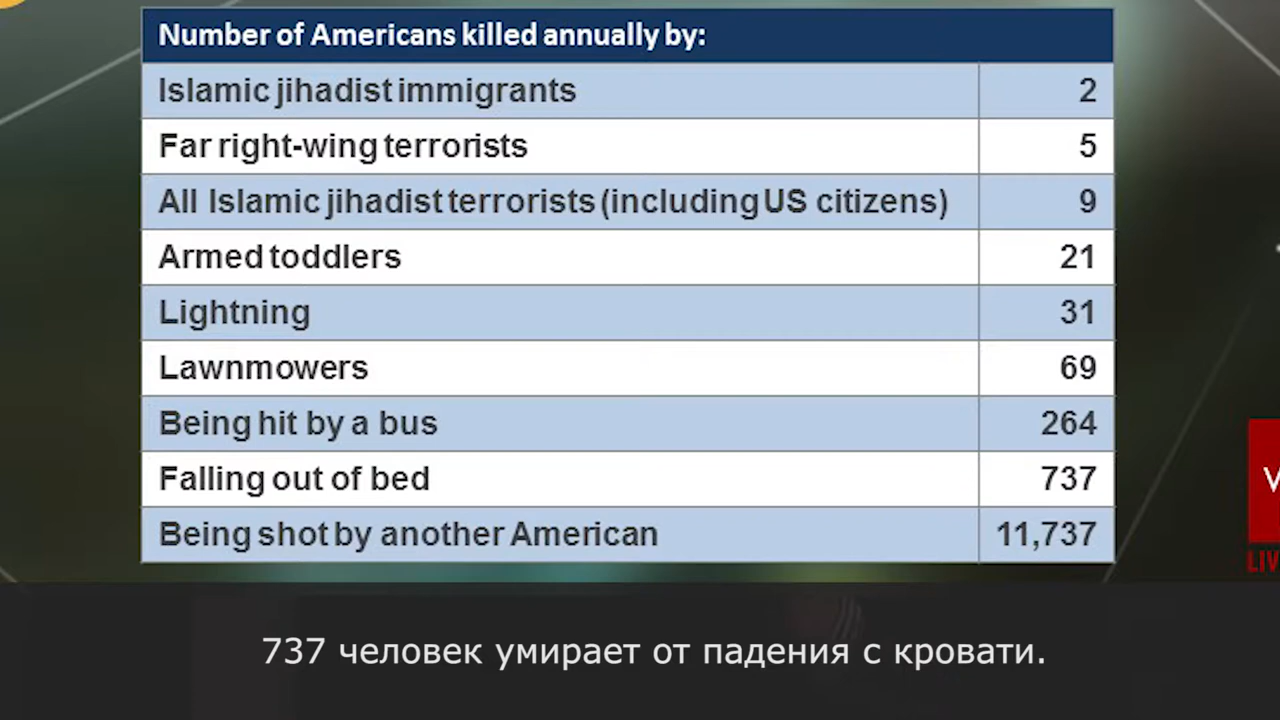 Number of Americans killed annually by:
Islamic jihadist immigrants 2
Far right-wing terrorists 5
All Islamic jihadist terrorists (including US citizens) 9
Armed toddlers 21
Lightning 31
Lawnmowers 69
Being hit by a bus 264
Falling out of bed 737
Being shot by another American 11,737
V
LIV
737 человек умирает от падения с кровати.